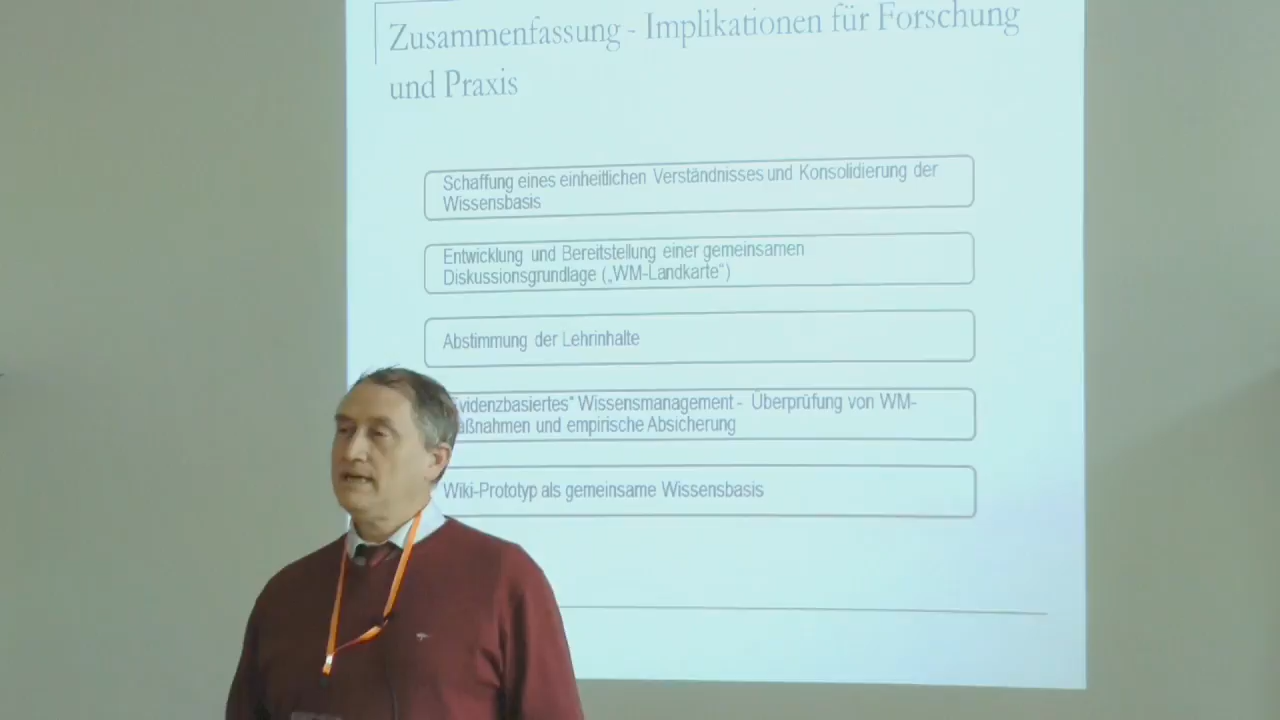 Zusammenfassung - Implikationen für Forschung
und Praxis
Schaffung eines einheitlichen Verständnisses und Konsolidierung der
Wissensbasis
Entwicklung und Bereitstellung einer gemeinsamen
Diskussionsgrundlage („WM-Landkarte“)
Abstimmung der Lehrinhalte
videnzbasiertes“ Wissensmanagement - Überprüfung von WM-
aßnahmen und empirische Absicherung
Wiki-Prototyp als gemeinsame Wissensbasis